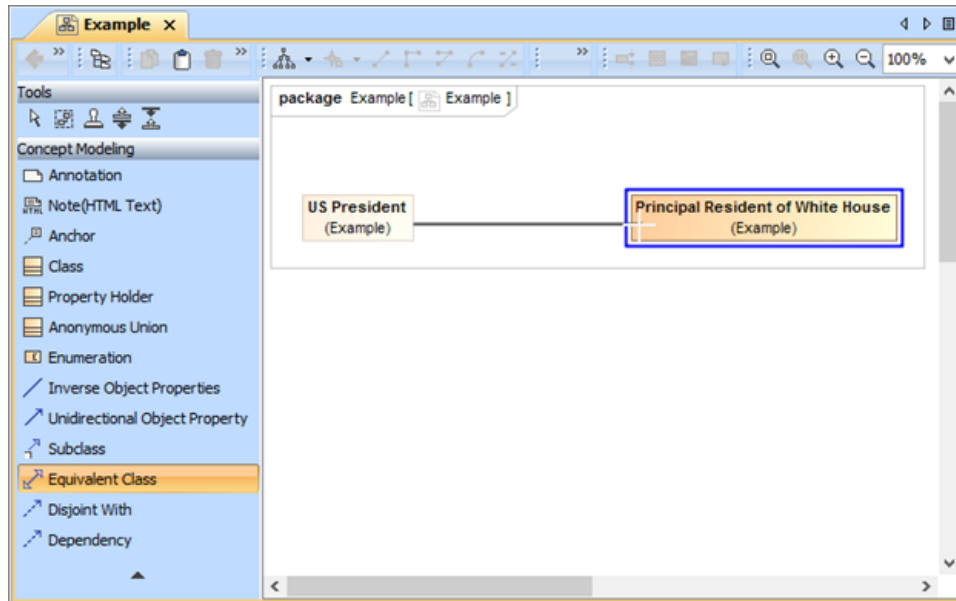 Example
100%
Tools
Concept Modeling
Annotation
HTML
Note(HTML Text)
Anchor
Class
Property Holder
Anonymous Union
E
Enumeration
Inverse Object Properties
Unidirectional Object Property
Subclass
Equivalent Class
Disjoint With
Dependency
package Example[ Example ]
US President
(Example)
Principal Resident of White House
(Example)